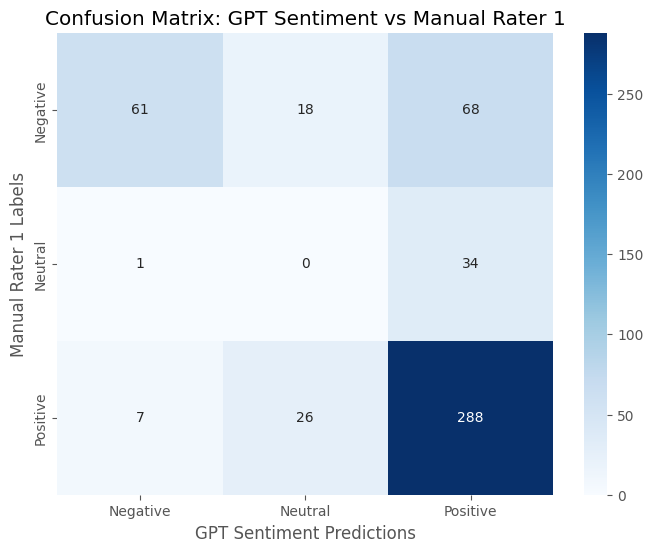 Confusion Matrix: GPT Sentiment vs Manual Rater 1
Manual Rater 1 Labels
Negative
61 18 68
Neutral
1 0 34
Positive
7 26 288
Negative Neutral Positive
GPT Sentiment Predictions
250
200
150
100
50
0